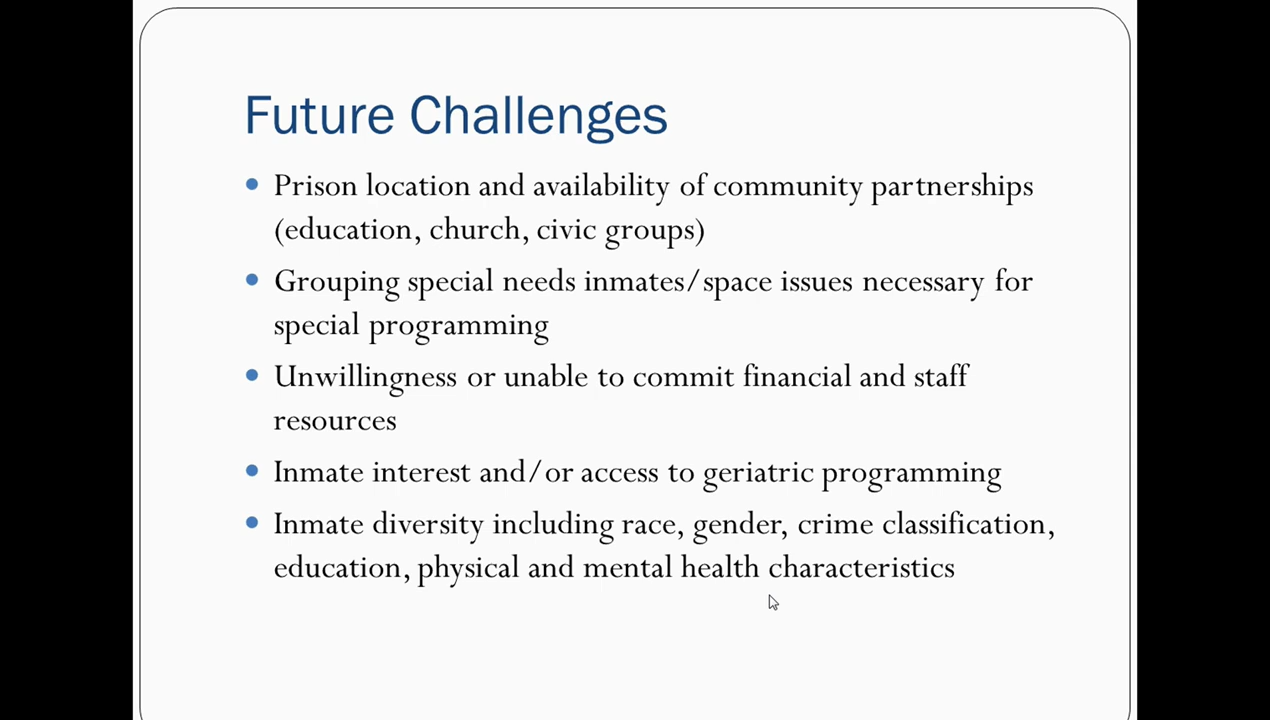 Future Challenges
Prison location and availability of community partnerships
(education, church, civic groups)
Grouping special needs inmates/space issues necessary for
special programming
Unwillingness or unable to commit financial and staff
resources
Inmate interest and/or access to geriatric programming
Inmate diversity including race, gender, crime classification,
education, physical and mental health characteristics